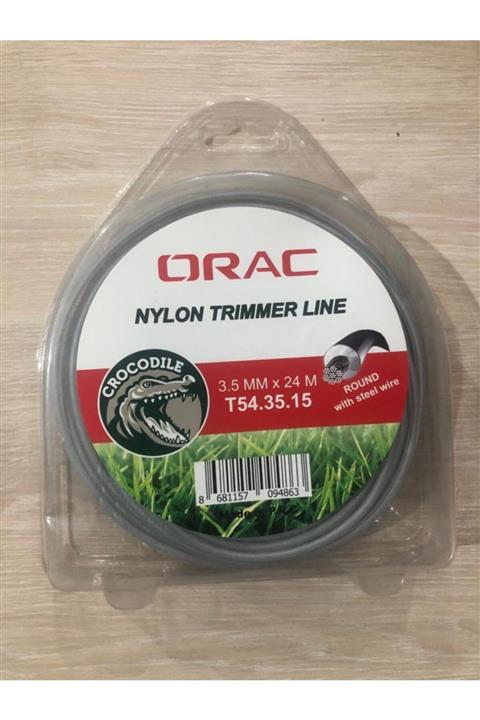 ORAC
NYLON TRIMMER LINE
CROCODILE
3.5 MM x 24 M
T54.35.15
ROUND
with steel wire
8 681157 094863